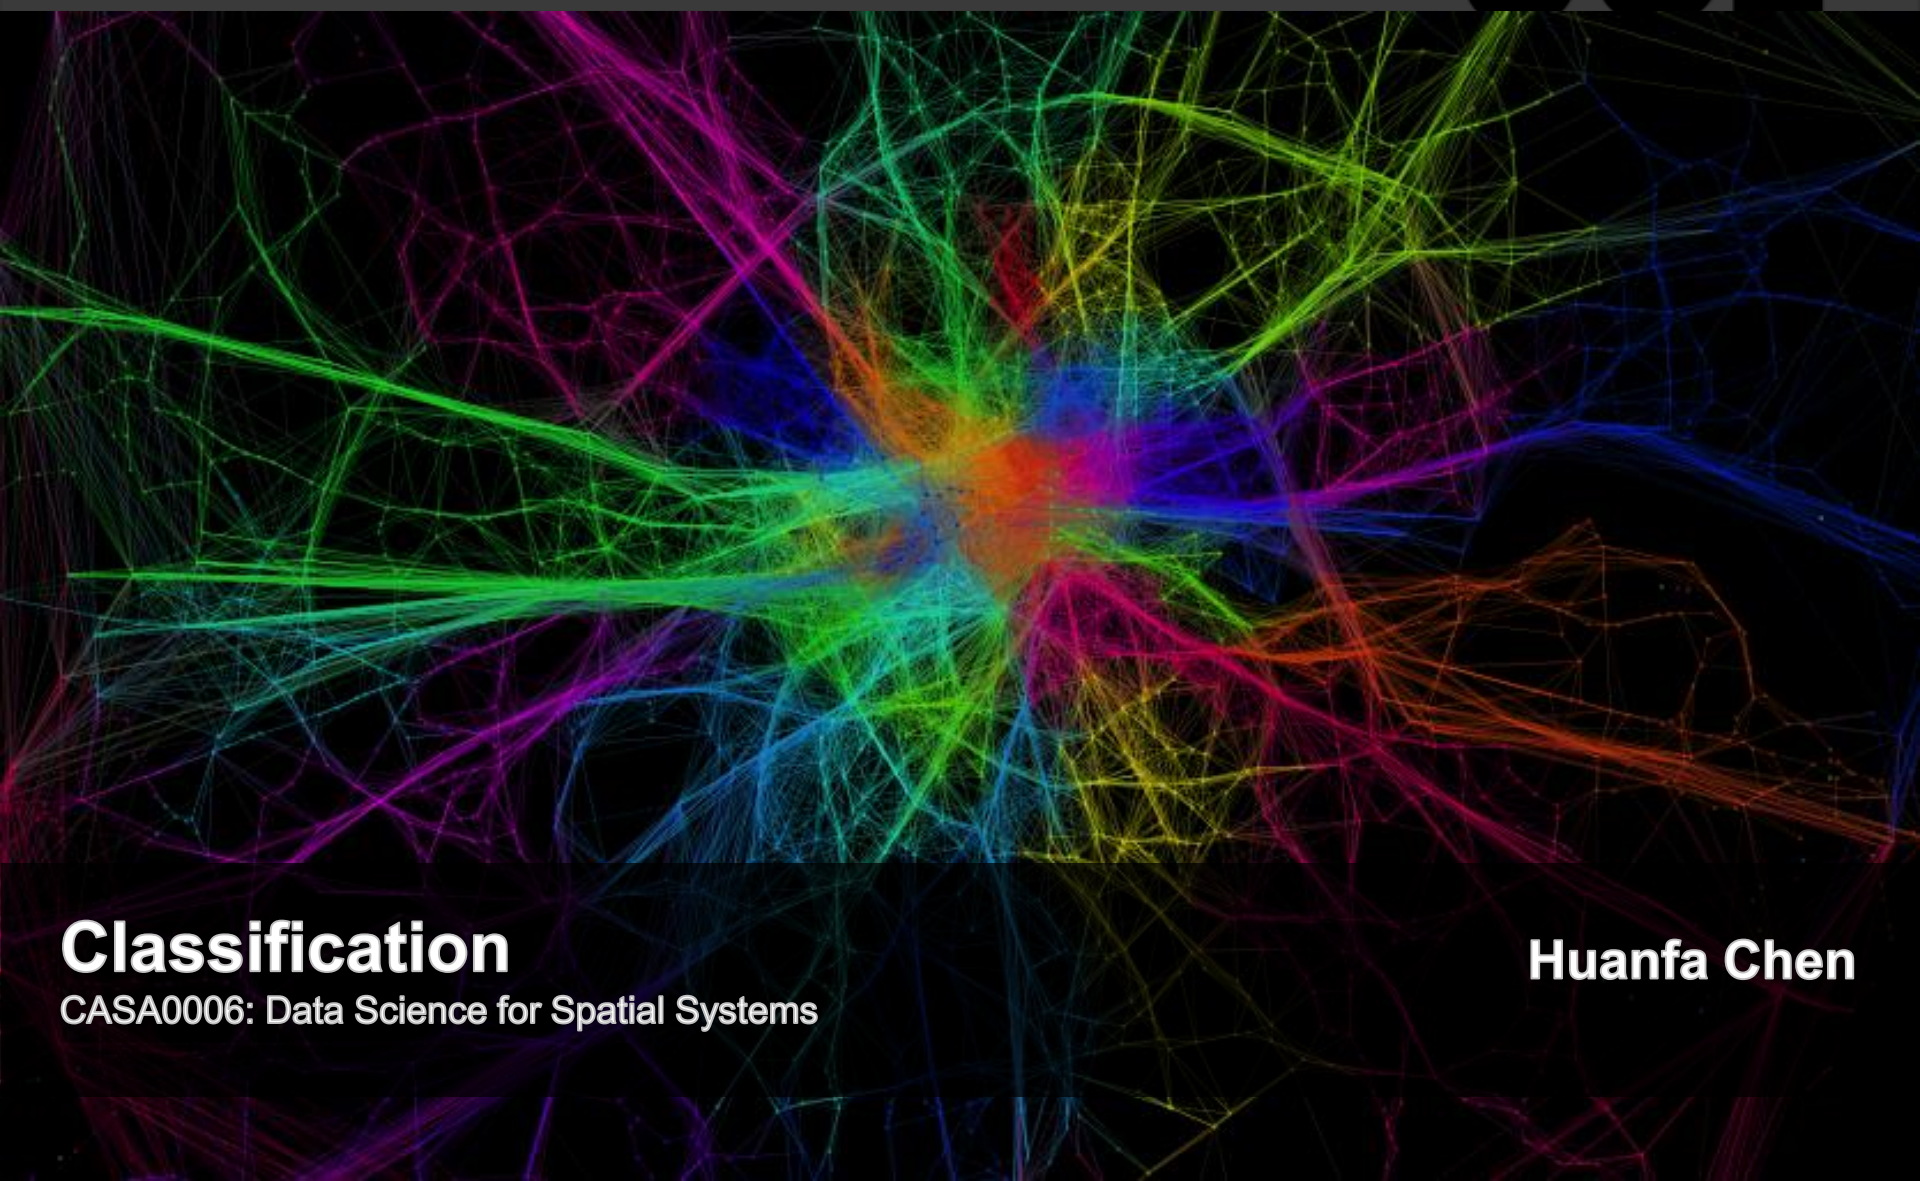 Classification
CASA0006: Data Science for Spatial Systems
Huanfa Chen